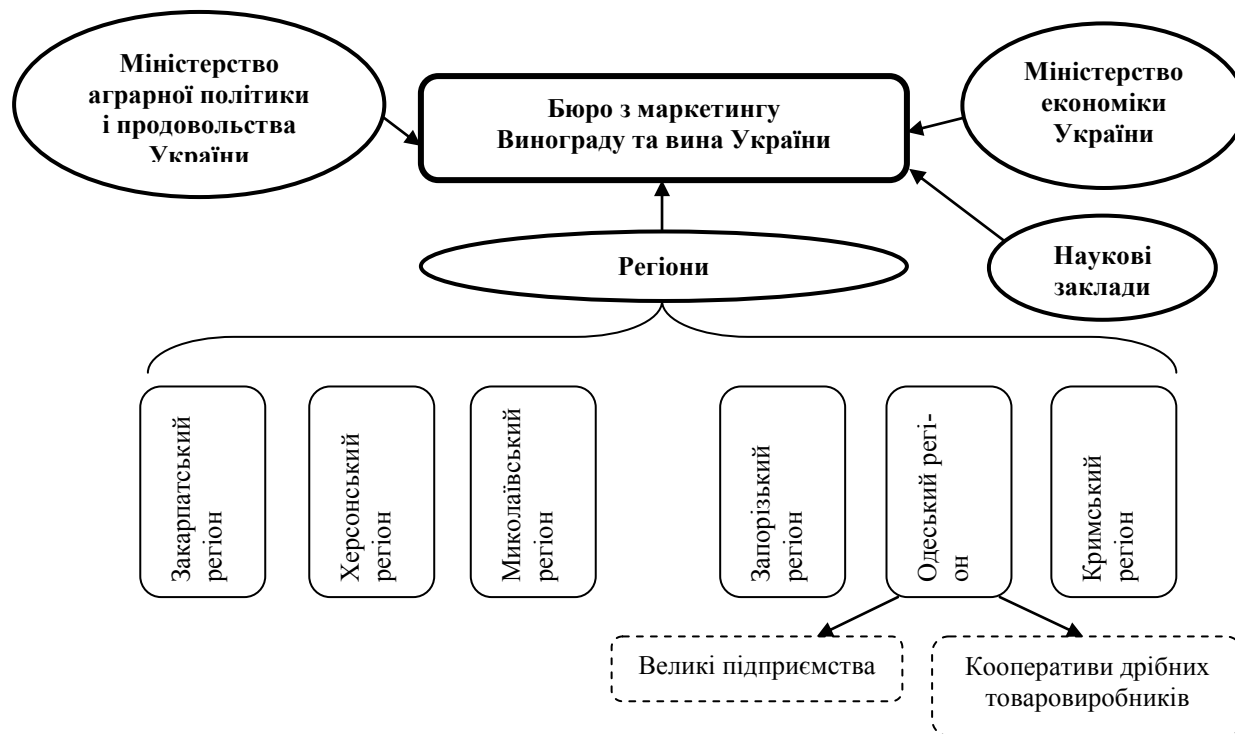 Міністерство
аграрної політики
і продовольства
України
Бюро з маркетингу
Винограду та вина України
Міністерство
економіки
України
Регіони
Наукові
заклади
Закарпатський
регіон
Херсонський
регіон
Миколаївський
регіон
Запорізький
регіон
Одеський регі-
он
Кримський
регіон
Великі підприємства
Кооперативи дрібних
товаровиробників